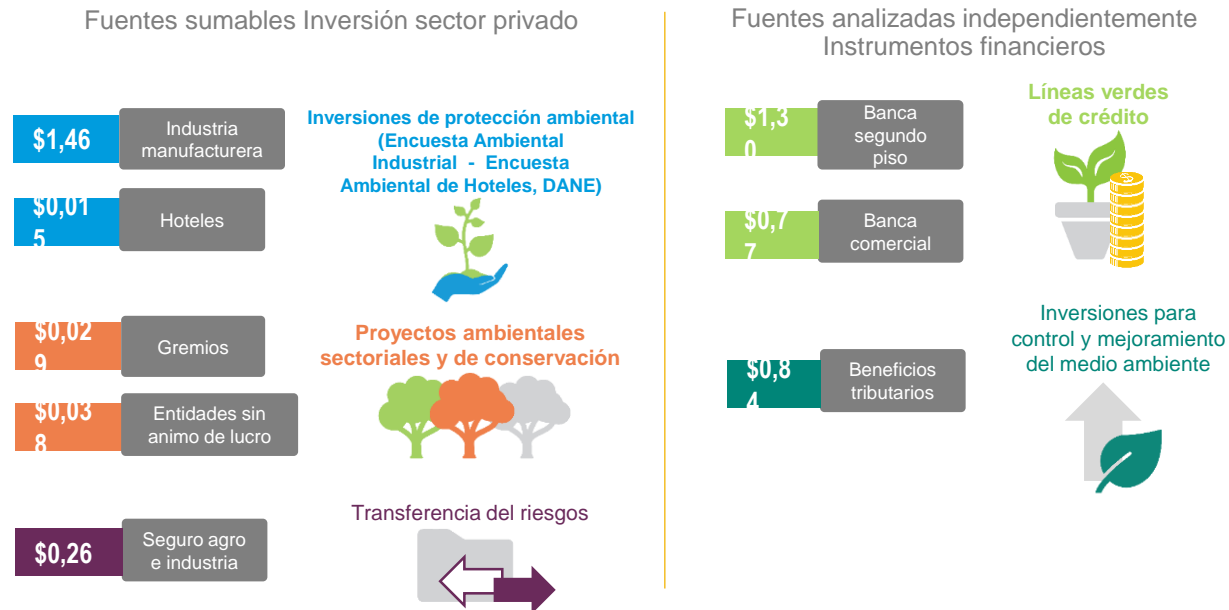 Fuentes sumables Inversión sector privado
$1,46
Industria
manufacturera
$0,01
5
Hoteles
Inversiones de protección ambiental
(Encuesta Ambiental
Industrial - Encuesta
Ambiental de Hoteles, DANE)
$0,02
9
Gremios
$0,03
8
Entidades sin
animo de lucro
Proyectos ambientales
sectoriales y de conservación
$0,26
Seguro agro
e industria
Transferencia del riesgos
Fuentes analizadas independientemente
Instrumentos financieros
$1,3
0
Banca
segundo
piso
$0,7
7
Banca
comercial
Líneas verdes
de crédito
$0,8
4
Beneficios
tributarios
Inversiones para
control y mejoramiento
del medio ambiente